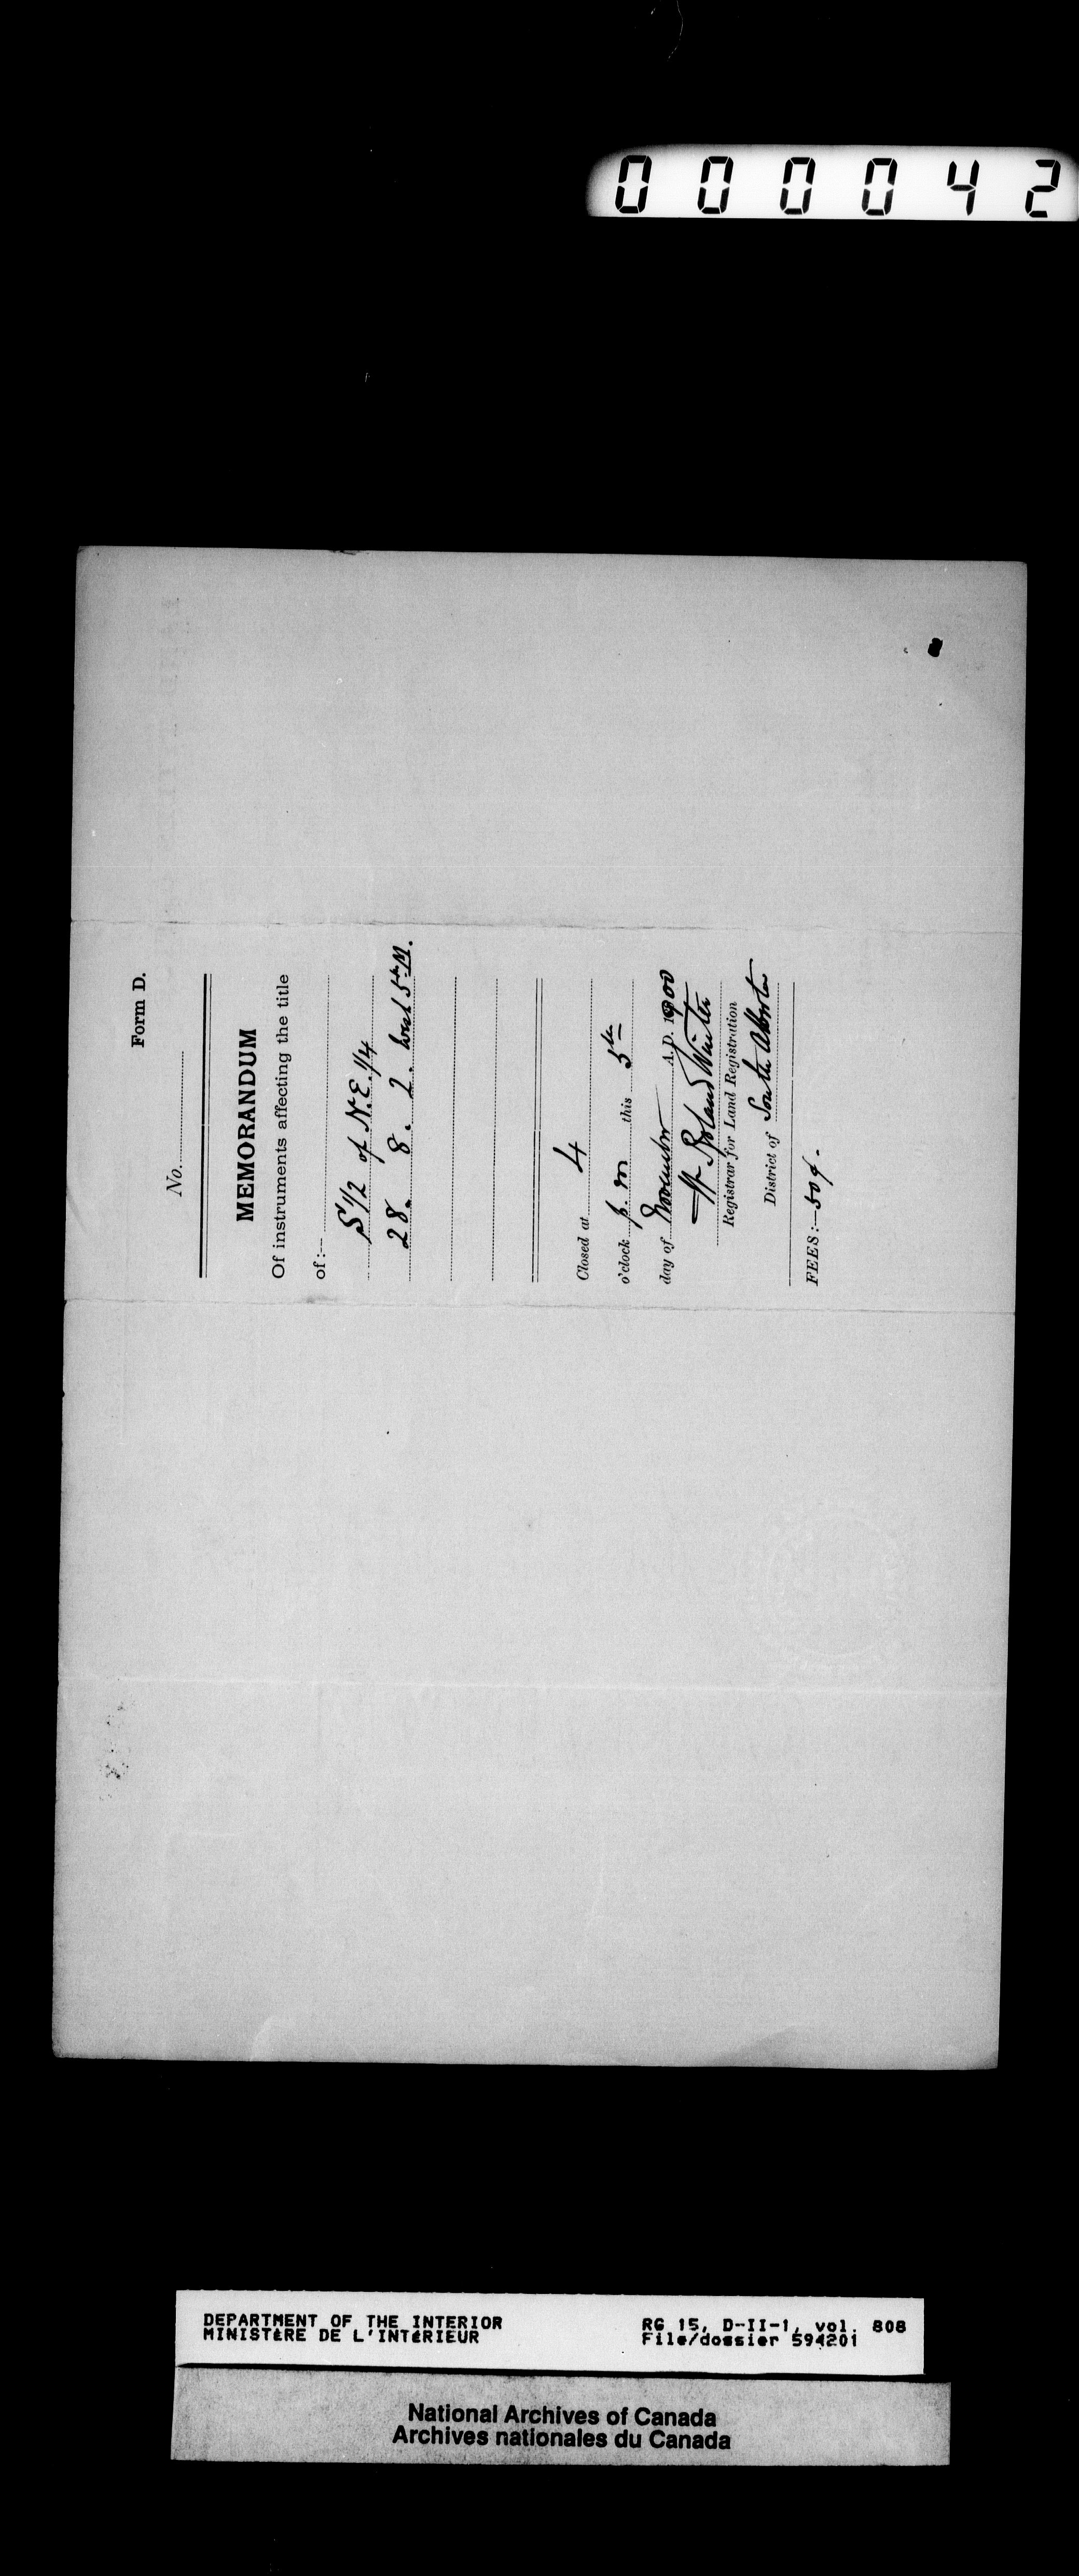 000042
Form D.
No.
MEMORANDUM
Of instruments affecting the title
of:—
S 1/2 of N.E. 1/4
28. 8. 2. West 5th M.
Closed at 4
o'clock p.m this 5th
day of November A.D. 1900
Roland Winter
Registrar for Land Registration
District of South Alberta
FEES:—50¢.
DEPARTMENT OF THE INTERIOR
MINISTÈRE DE L'INTÉRIEUR
RG 15, D-II-1, vol. 808
File/dossier 594201
National Archives of Canada
Archives nationales du Canada